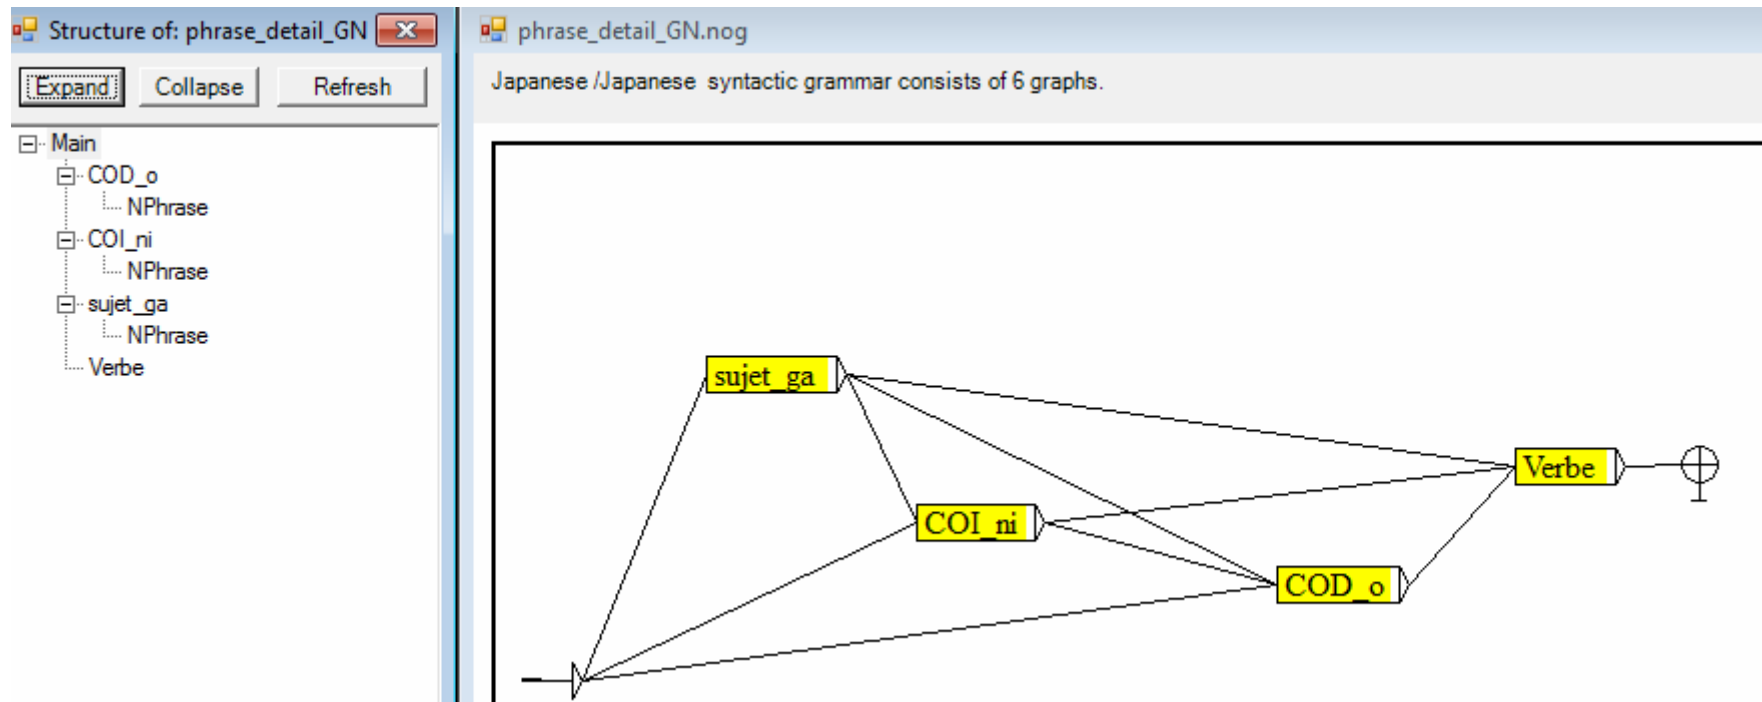 Structure of: phrase_detail_GN
Expand Collapse Refresh
Main
COD_o
NPhrase
COI_ni
NPhrase
sujet_ga
NPhrase
Verbe
phrase_detail_GN.nog
Japanese /Japanese syntactic grammar consists of 6 graphs.
sujet_ga
Verbe
COI_ni
COD_o